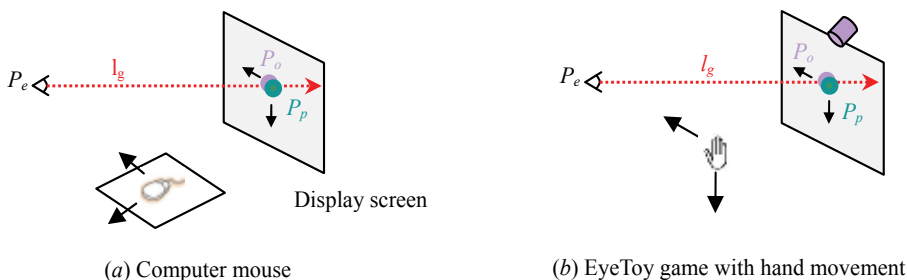 P_e l_g P_o P_p
Display screen
(a) Computer mouse
P_e l_g P_o P_p
(b) EyeToy game with hand movement